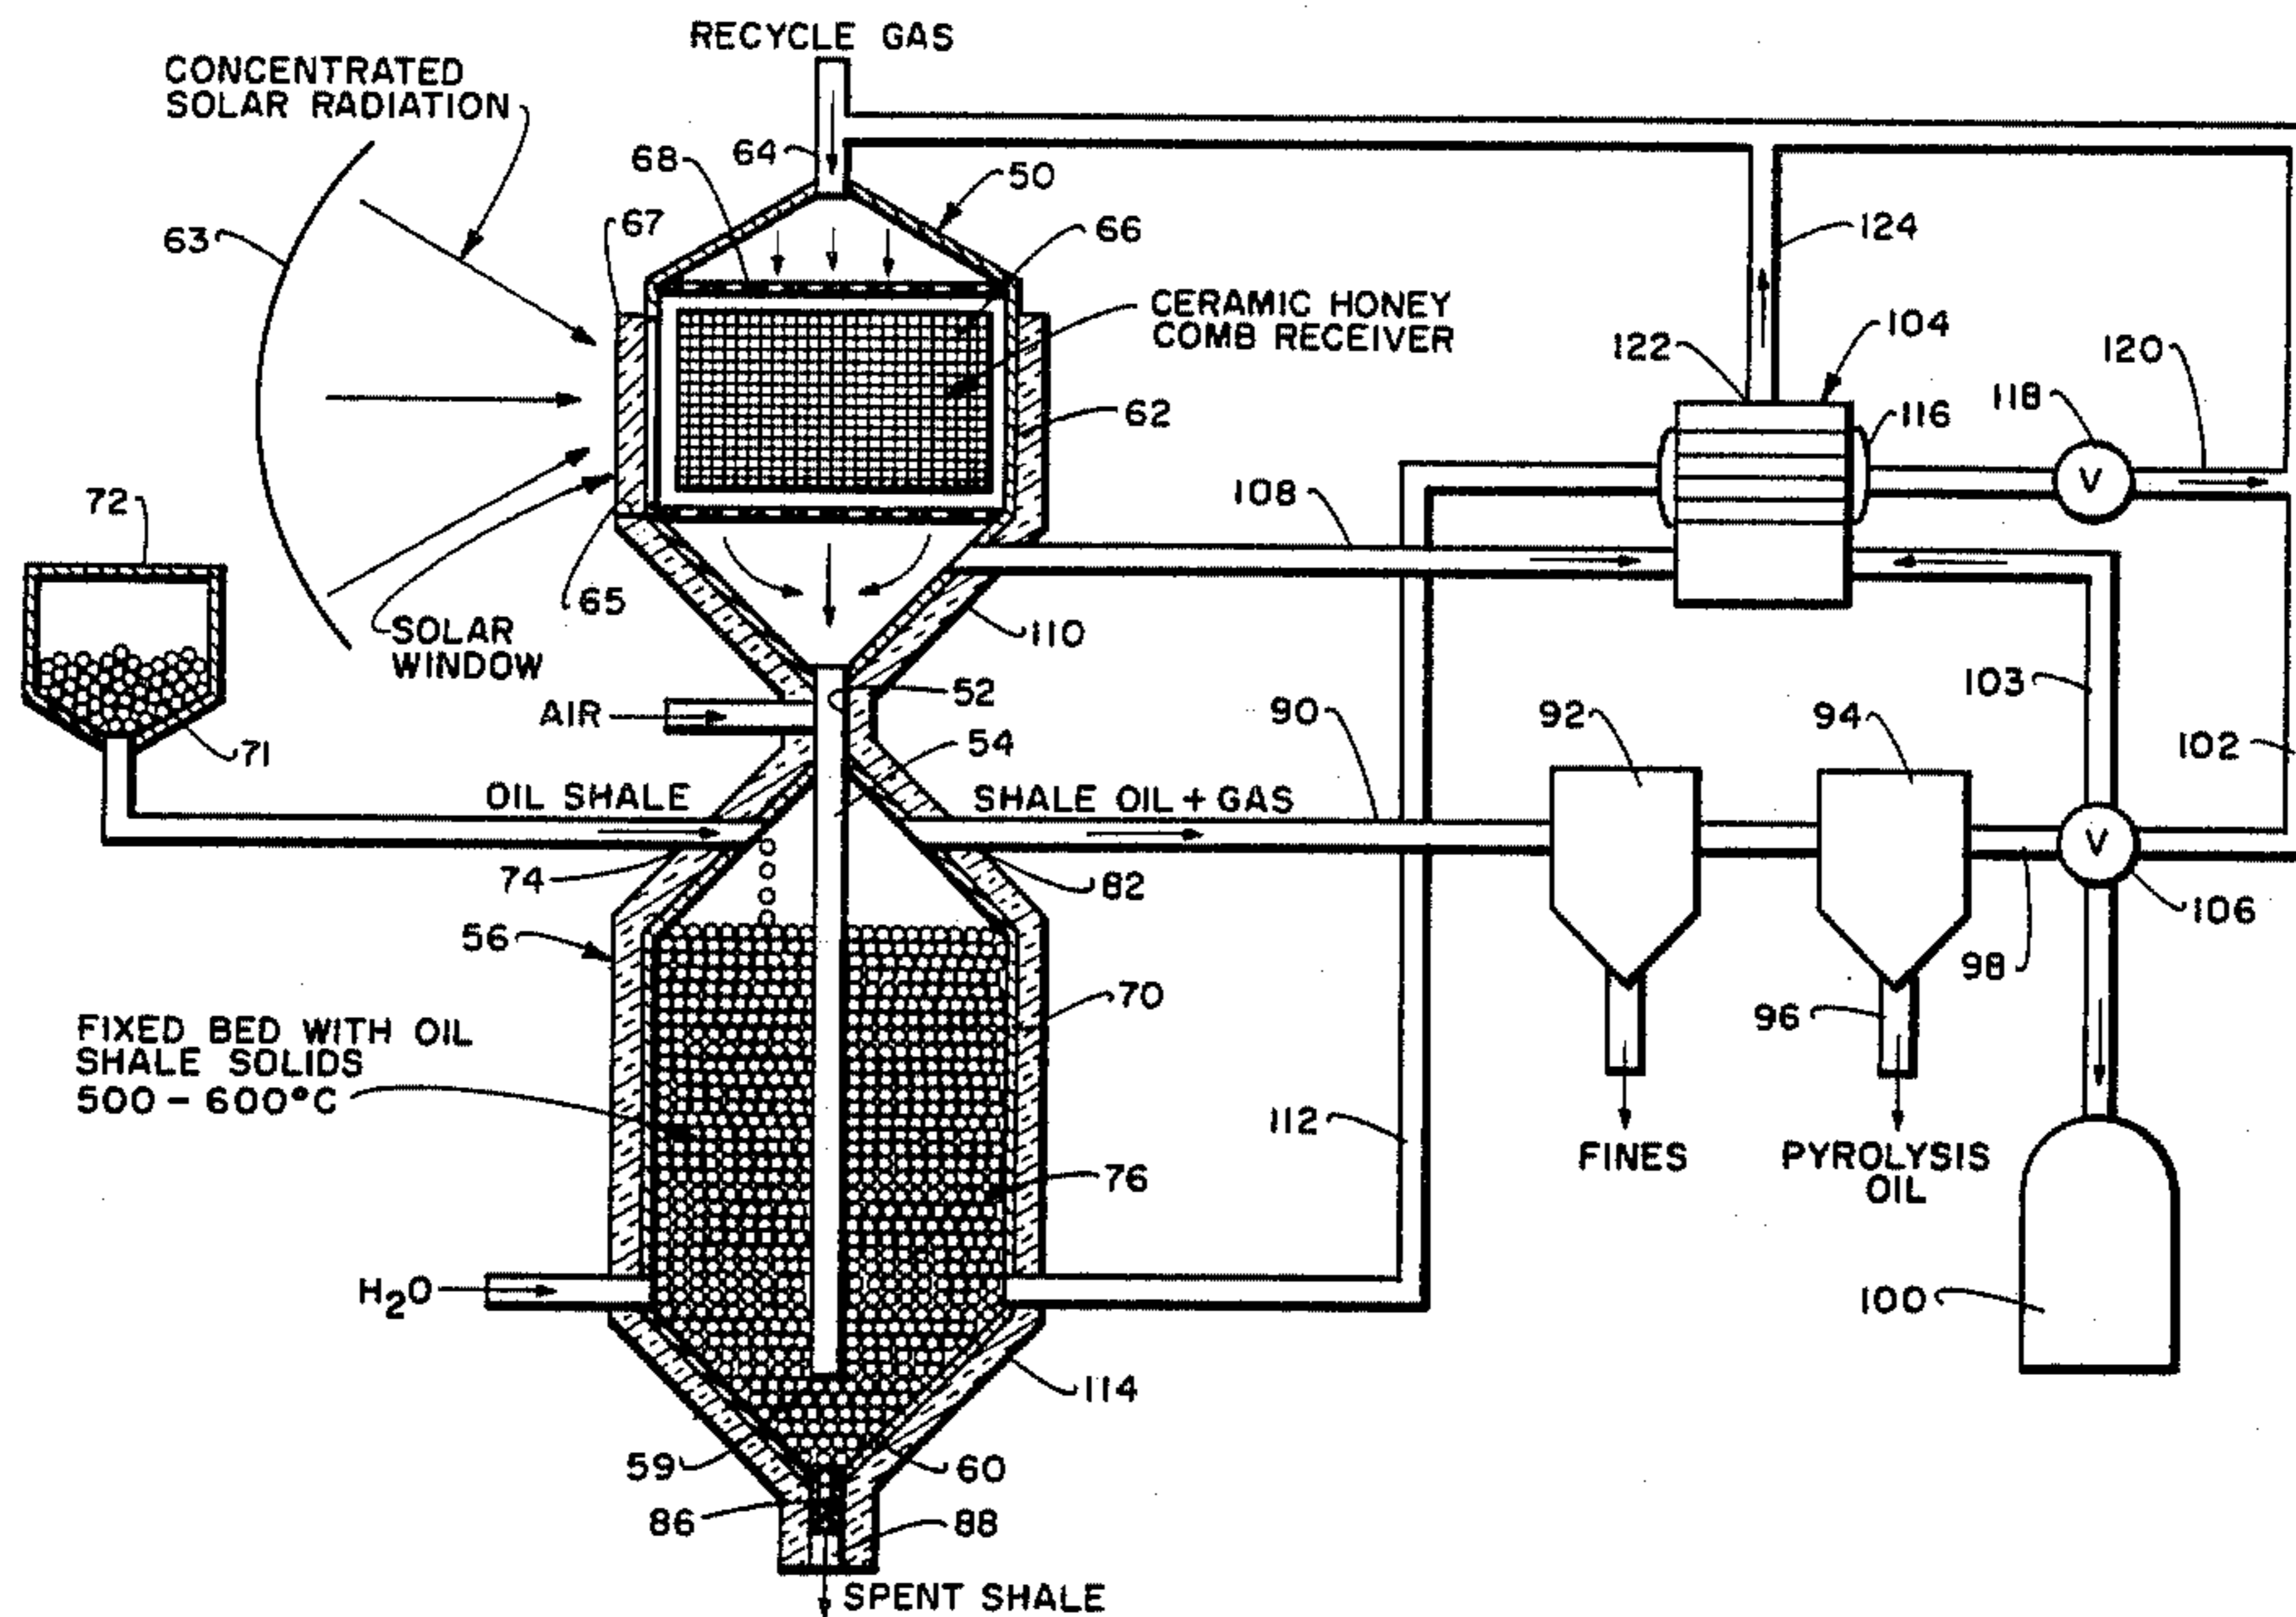 RECYCLE GAS
CONCENTRATED
SOLAR RADIATION
64
68
50
67
66
63
124
CERAMIC HONEY
COMB RECEIVER
104
122
120
118
116
62
V
108
72
65
110
SOLAR
WINDOW
103
52
AIR
90
92
94
71
54
102
OIL SHALE
SHALE OIL + GAS
V
74
82
106
56
98
70
96
FIXED BED WITH OIL
SHALE SOLIDS
500 - 600°C
112
FINES
PYROLYSIS
OIL
76
H2O
100
114
59
60
86
88
SPENT SHALE